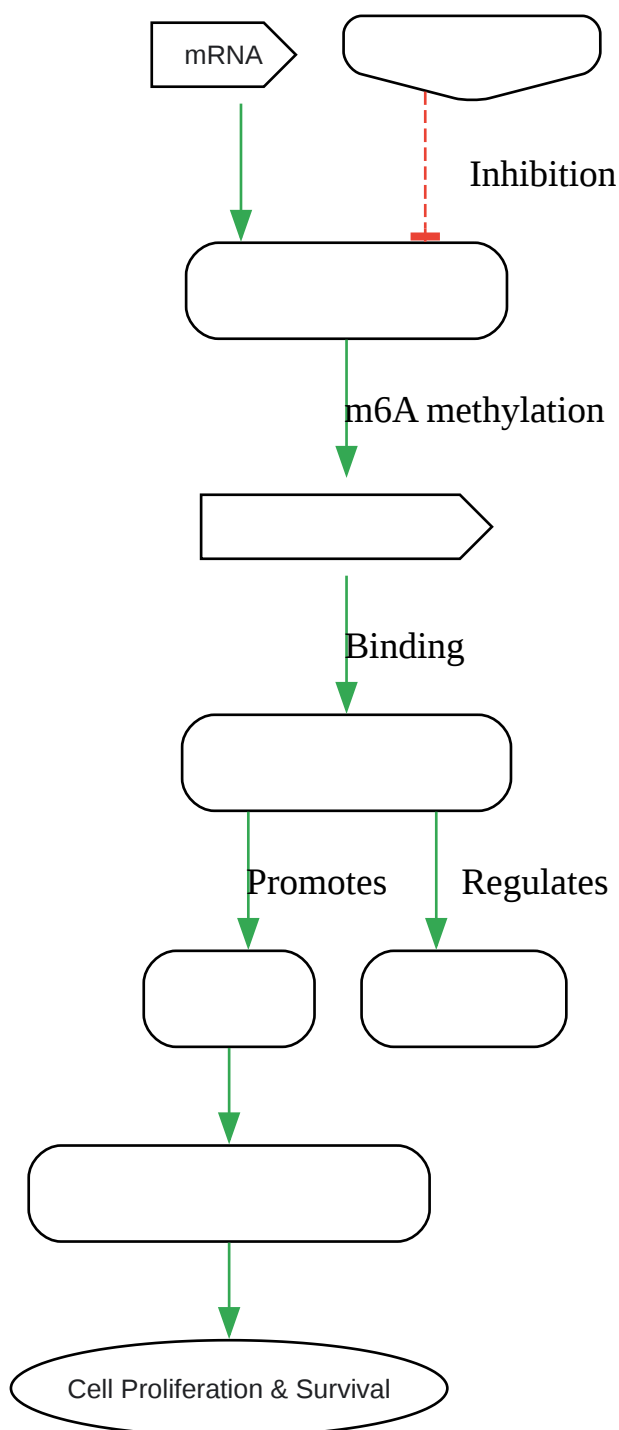 mRNA
Inhibition
m6A methylation
Binding
Promotes
Regulates
Cell Proliferation & Survival